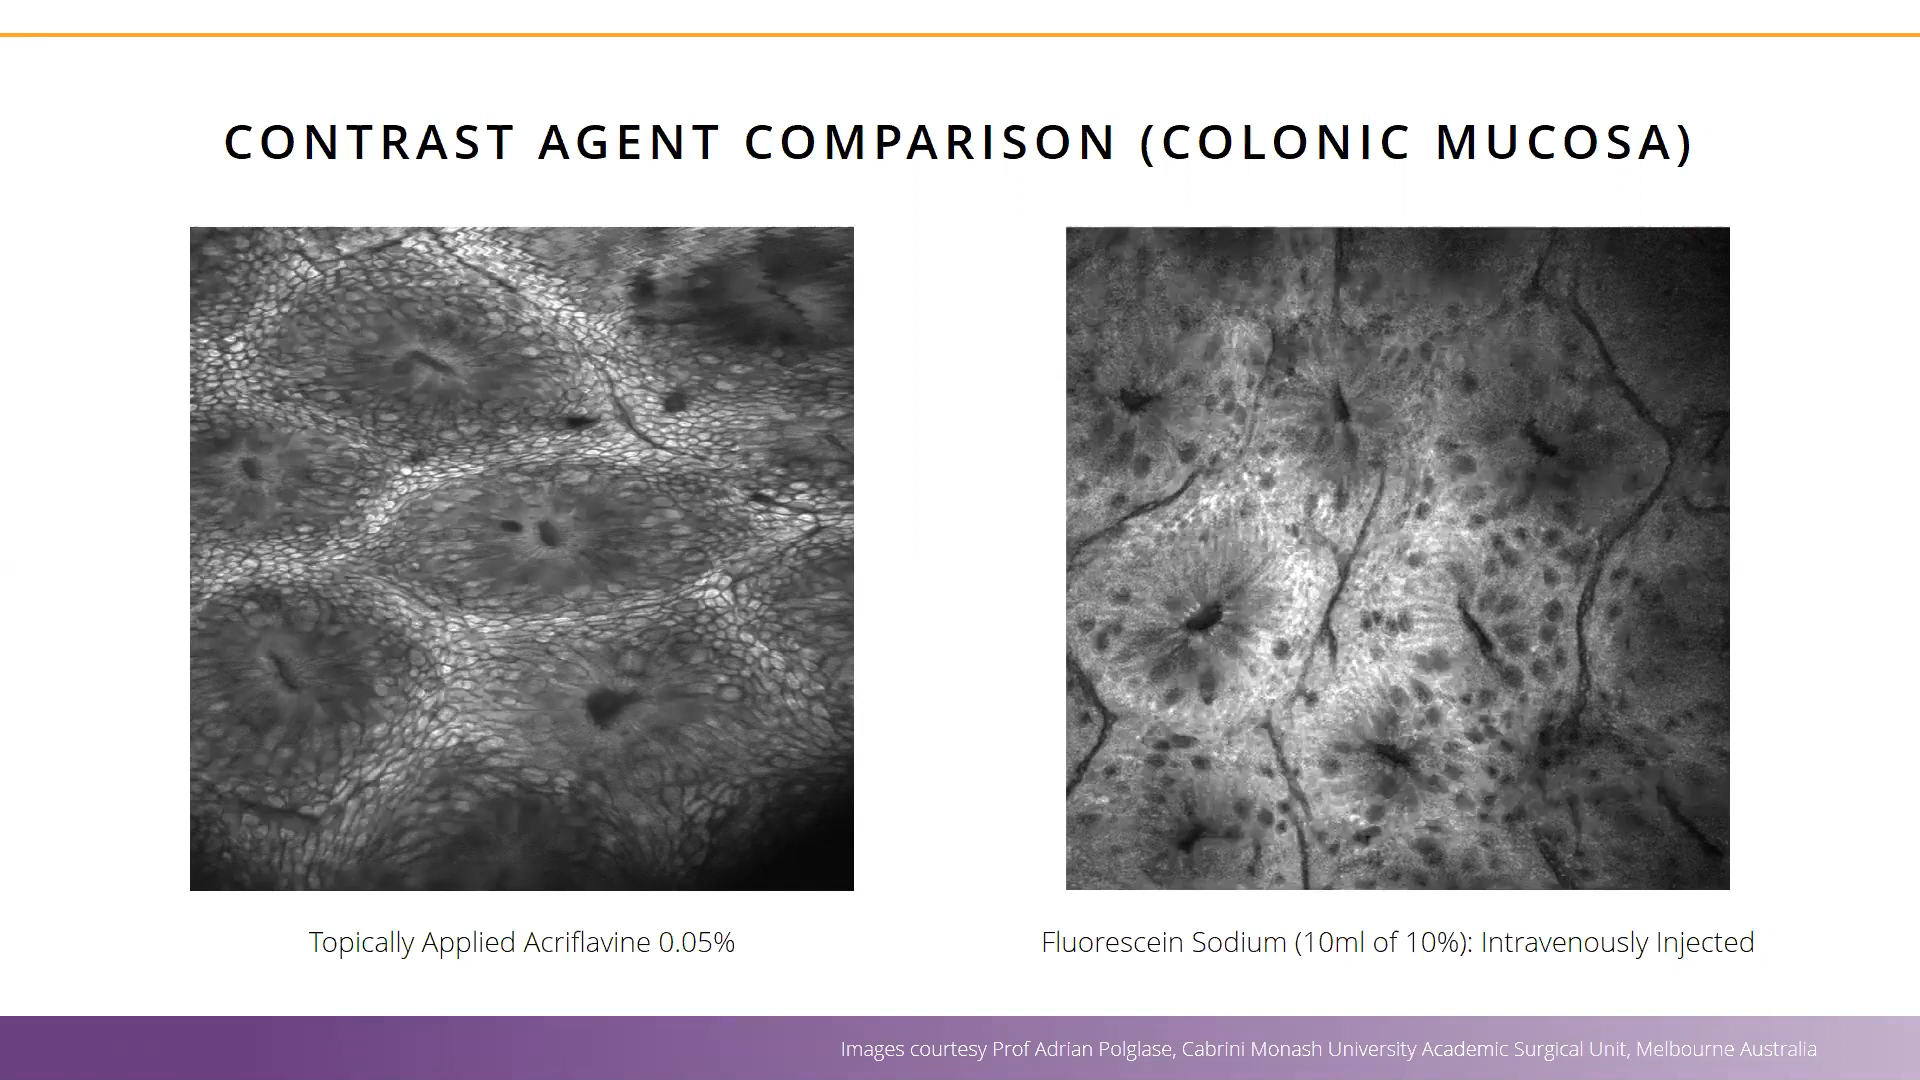 CONTRAST AGENT COMPARISON (COLONIC MUCOSA)
Topically Applied Acriflavine 0.05%
Fluorescein Sodium (10ml of 10%): Intravenously Injected
Images courtesy Prof Adrian Polglase, Cabrini Monash University Academic Surgical Unit, Melbourne Australia